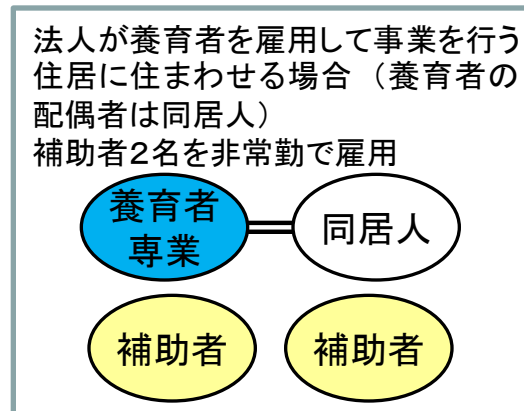 法人が養育者を雇用して事業を行う
住居に住まわせる場合 （養育者の
配偶者は同居人）
補助者２名を非常勤で雇用
養育者
専業
同居人
補助者
補助者